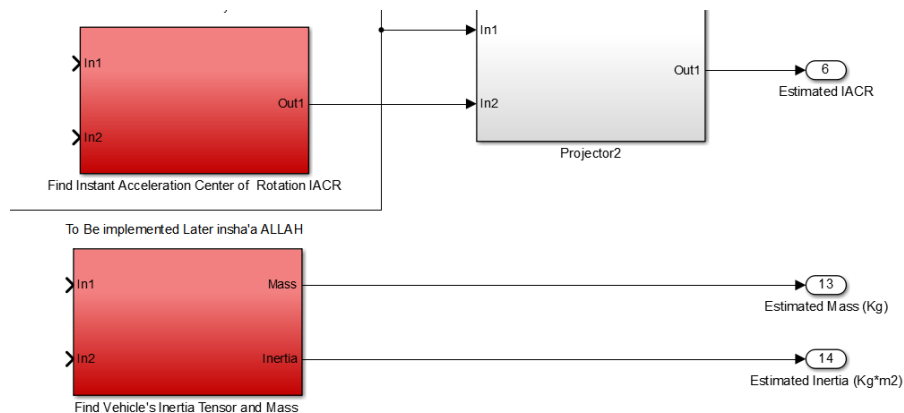 In1
In2
Out1
Find Instant Acceleration Center of Rotation IACR
In1
In2
Out1
Projector2
6
Estimated IACR
To Be implemented Later insha'a ALLAH
In1
In2
Mass
Inertia
Find Vehicle's Inertia Tensor and Mass
13
Estimated Mass (Kg)
14
Estimated Inertia (Kg*m2)